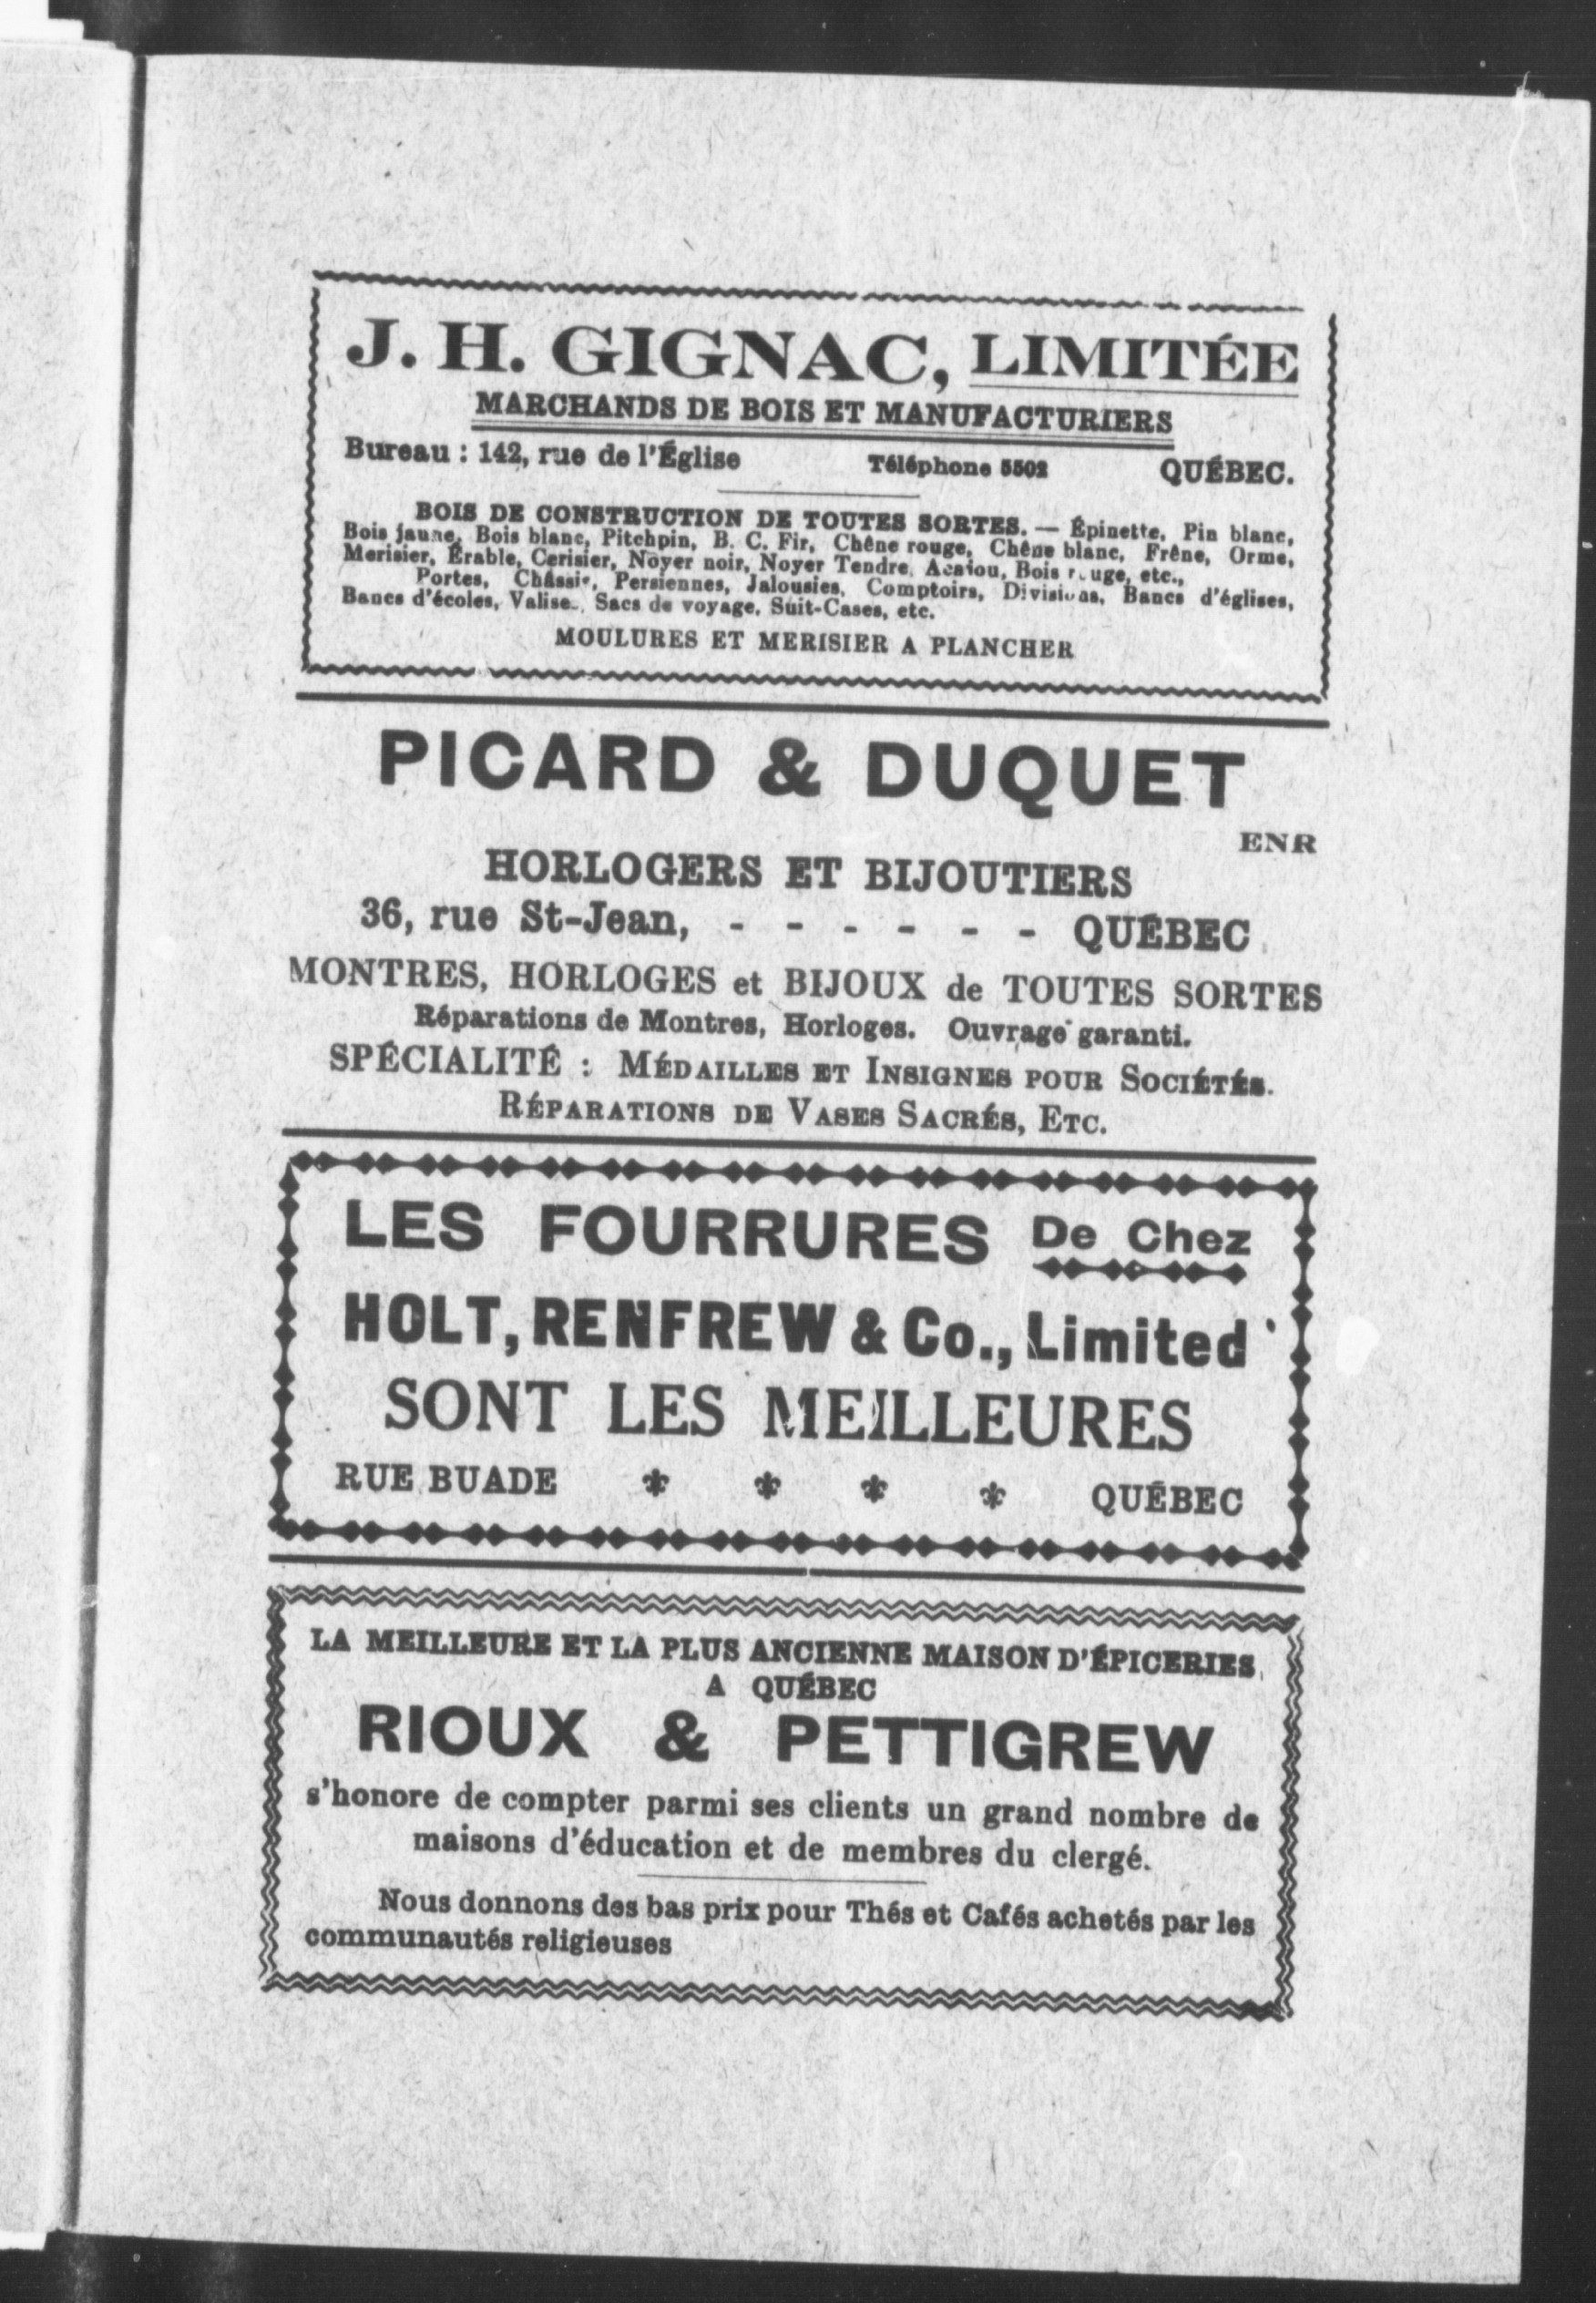 J. H. GIGNAC, LIMITÉE
MARCHANDS DE BOIS ET MANUFACTURIERS
Bureau : 142, rue de l'Église Téléphone 5502 QUÉBEC.
BOIS DE CONSTRUCTION DE TOUTES SORTES. — Épinette, Pin blanc,
Bois jaune, Bois blanc, Pitchpin, B. C. Fir, Chêne rouge, Chêne blanc, Frêne, Orme,
Merisier, Érable, Cerisier, Noyer noir, Noyer Tendre, Acajou, Bois rouge, etc.,
Portes, Châssis, Persiennes, Jalousies, Comptoirs, Divisions, Bancs d'églises,
Bancs d'écoles, Valises, Sacs de voyage, Suit-Cases, etc.
MOULURES ET MERISIER A PLANCHER
PICARD & DUQUET
ENR
HORLOGERS ET BIJOUTIERS
36, rue St-Jean, - - - - - - QUÉBEC
MONTRES, HORLOGES et BIJOUX de TOUTES SORTES
Réparations de Montres, Horloges. Ouvrage garanti.
SPÉCIALITÉ : MÉDAILLES ET INSIGNES POUR SOCIÉTÉS.
RÉPARATIONS DE VASES SACRÉS, ETC.
LES FOURRURES De Chez
HOLT, RENFREW & Co., Limited
SONT LES MEILLEURES
RUE BUADE QUÉBEC
LA MEILLEURE ET LA PLUS ANCIENNE MAISON D'ÉPICERIES
A QUÉBEC
RIOUX & PETTIGREW
s'honore de compter parmi ses clients un grand nombre de
maisons d'éducation et de membres du clergé.
Nous donnons des bas prix pour Thés et Cafés achetés par les
communautés religieuses